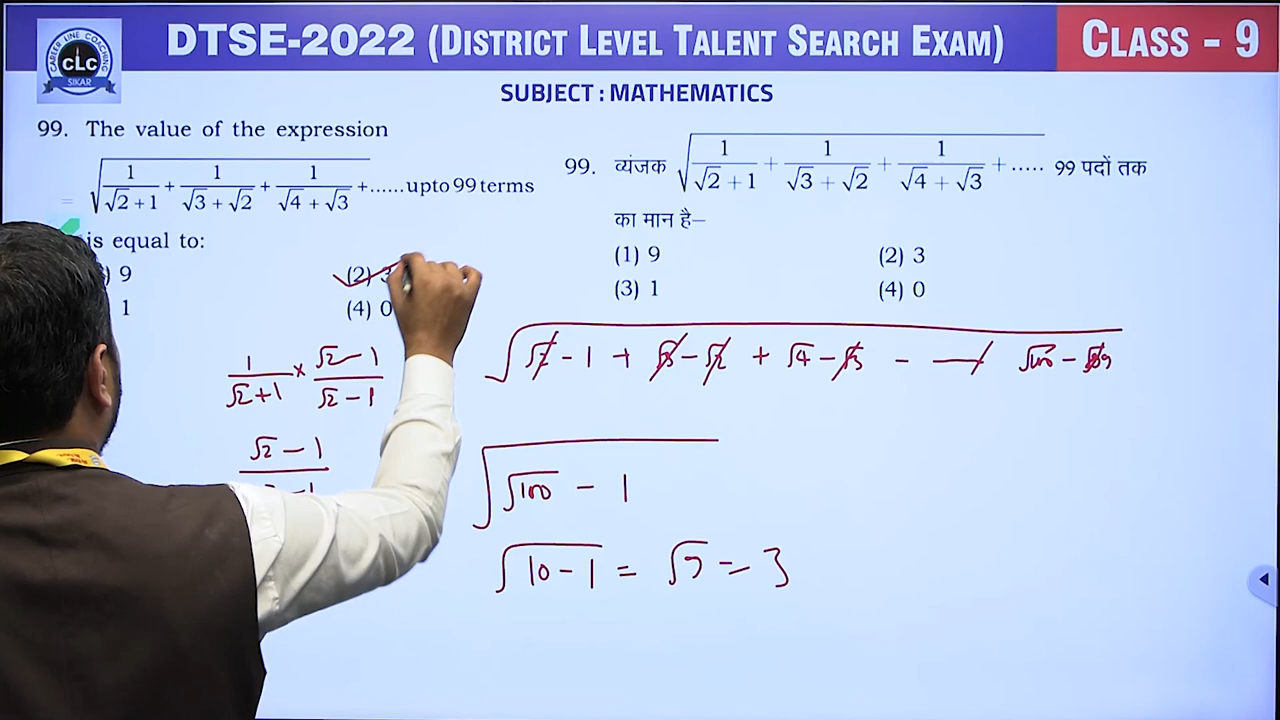 DTSE-2022 (DISTRICT LEVEL TALENT SEARCH EXAM)
CLASS - 9
CAREER LINE COACHING
CLC
SIKAR
SUBJECT : MATHEMATICS
99. The value of the expression
= √(1/(√2+1) + 1/(√3+√2) + 1/(√4+√3) +...... upto 99 terms
is equal to:
) 9
(2) 3
1
(4) 0
99. व्यंजक √(1/(√2+1) + 1/(√3+√2) + 1/(√4+√3) + ..... 99 पदों तक
का मान है–
(1) 9
(2) 3
(3) 1
(4) 0
1/(√2+1) × (√2-1)/(√2-1)
√2-1
√(√2 - 1 + √3 - √2 + √4 - √3 - — √100 - √99
√(√100 - 1
√(10-1) = √9 = 3